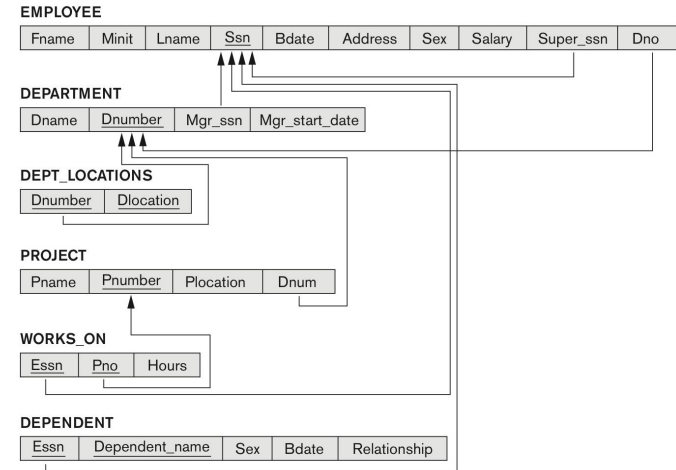 EMPLOYEE
Fname Minit Lname Ssn Bdate Address Sex Salary Super_ssn Dno
DEPARTMENT
Dname Dnumber Mgr_ssn Mgr_start_date
DEPT_LOCATIONS
Dnumber Dlocation
PROJECT
Pname Pnumber Plocation Dnum
WORKS_ON
Essn Pno Hours
DEPENDENT
Essn Dependent_name Sex Bdate Relationship